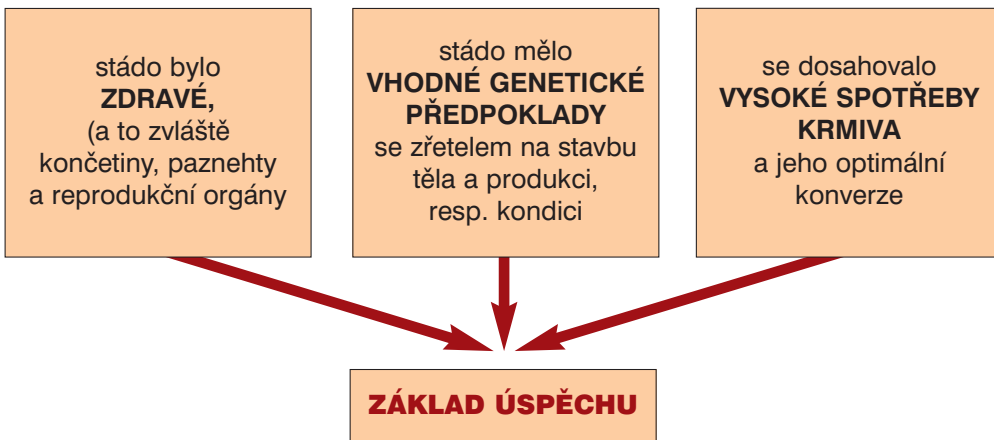 stádo bylo
ZDRAVÉ,
(a to zvláště
končetiny, paznehty
a reprodukční orgány
stádo mělo
VHODNÉ GENETICKÉ
PŘEDPOKLADY
se zřetelem na stavbu
těla a produkci,
resp. kondici
se dosahovalo
VYSOKÉ SPOTŘEBY
KRMIVA
a jeho optimální
konverze
ZÁKLAD ÚSPĚCHU